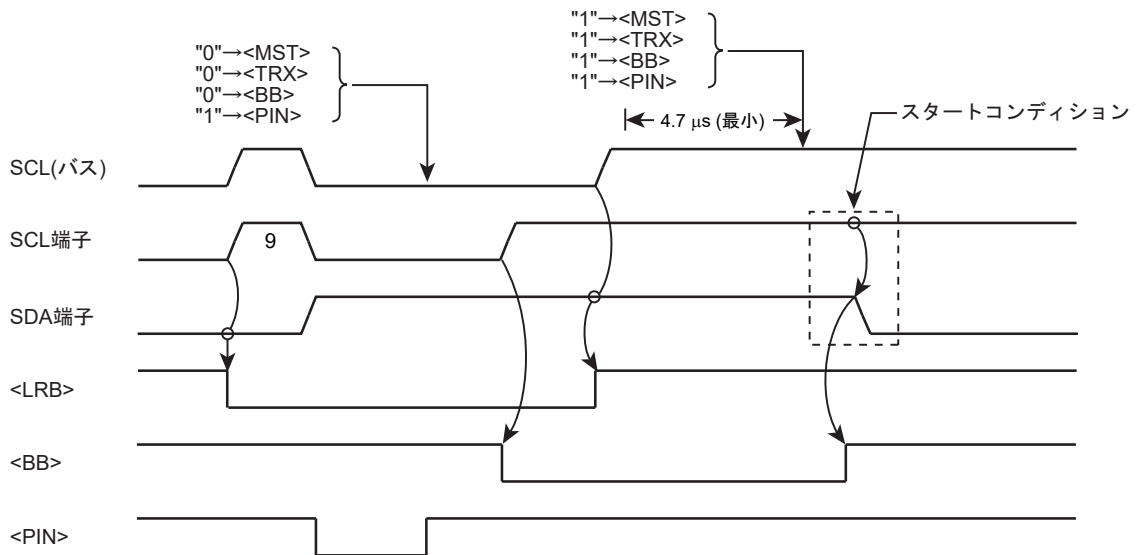 "0"→<MST>
"0"→<TRX>
"0"→<BB>
"1"→<PIN>
"1"→<MST>
"1"→<TRX>
"1"→<BB>
"1"→<PIN>
4.7 μs (最小)
スタートコンディション
SCL(バス)
SCL端子
9
SDA端子
<LRB>
<BB>
<PIN>